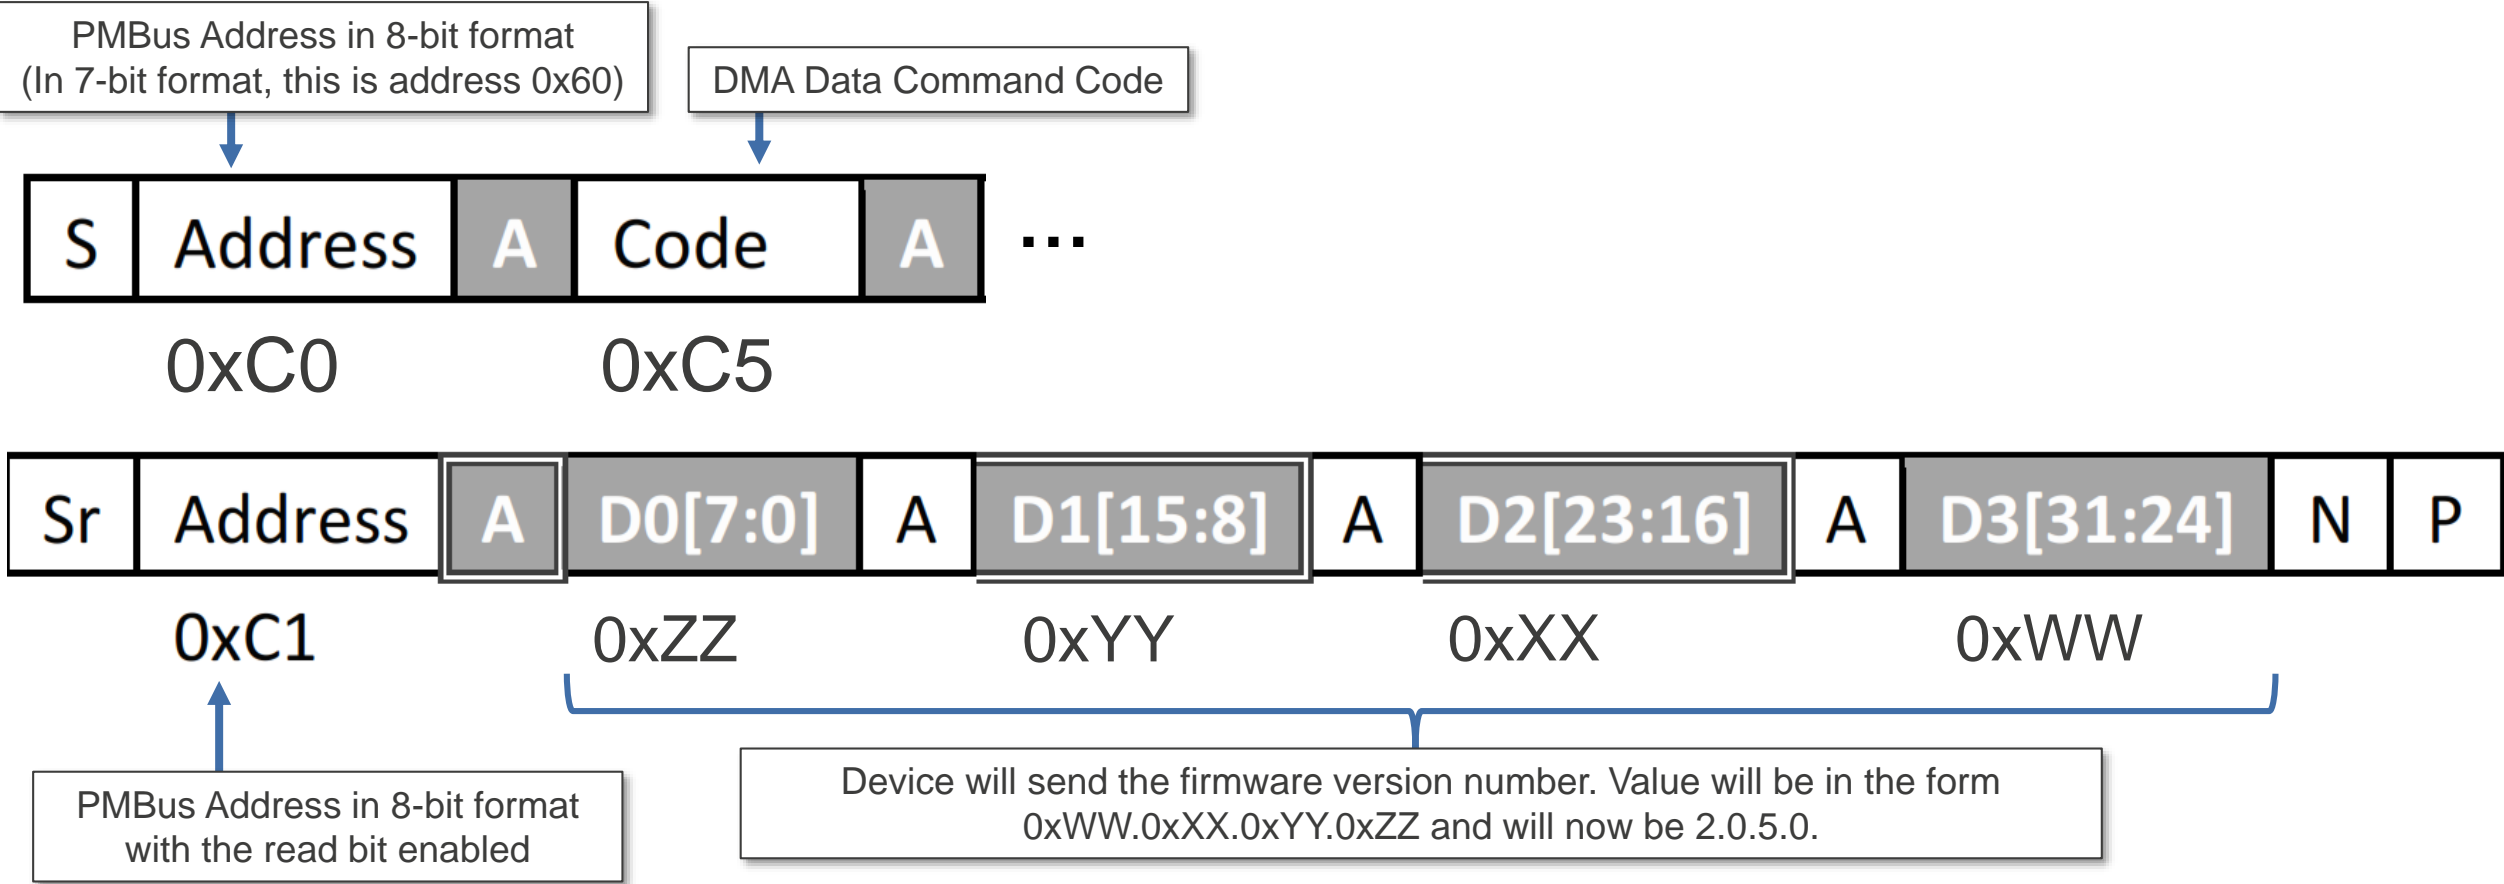 PMBus Address in 8-bit format
(In 7-bit format, this is address 0x60)
DMA Data Command Code
S Address A Code A ...
0xC0 0xC5
Sr Address A D0[7:0] A D1[15:8] A D2[23:16] A D3[31:24] N P
0xC1 0xZZ 0xYY 0xXX 0xWW
PMBus Address in 8-bit format
with the read bit enabled
Device will send the firmware version number. Value will be in the form
0xWW.0xXX.0xYY.0xZZ and will now be 2.0.5.0.